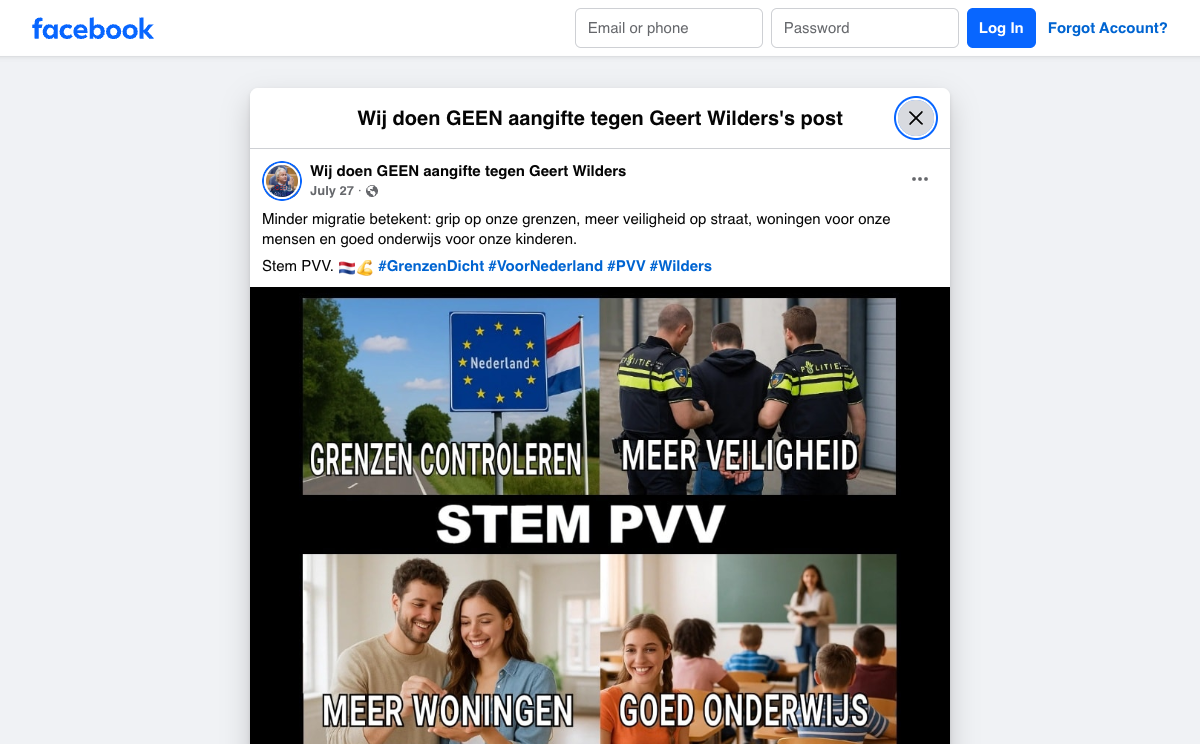 facebook
Email or phone
Password
Log In
Forgot Account?
Wij doen GEEN aangifte tegen Geert Wilders's post
Wij doen GEEN aangifte tegen Geert Wilders
July 27 ·
Minder migratie betekent: grip op onze grenzen, meer veiligheid op straat, woningen voor onze
mensen en goed onderwijs voor onze kinderen.
Stem PVV. 🇳🇱💪 #GrenzenDicht #VoorNederland #PVV #Wilders
Nederland
GRENZEN CONTROLEREN
POLITIE
MEER VEILIGHEID
STEM PVV
MEER WONINGEN
GOED ONDERWIJS